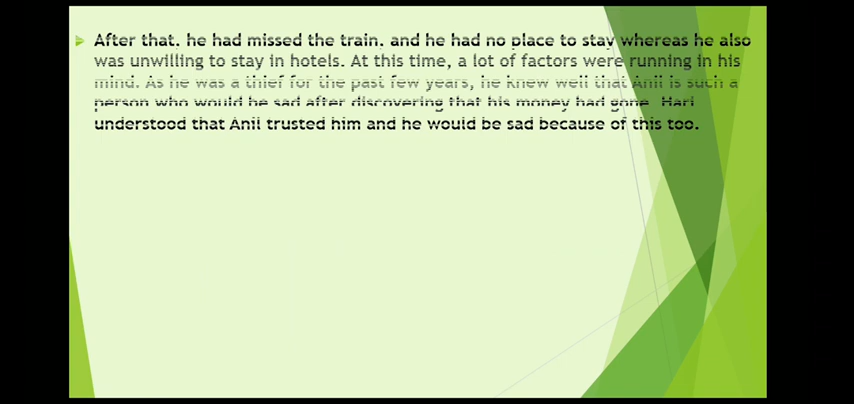 After that, he had missed the train, and he had no place to stay whereas he also
was unwilling to stay in hotels. At this time, a lot of factors were running in his
mind. As he was a thief for the past few years, he knew well that Anil is such a
person who would be sad after discovering that his money had gone. Hari
understood that Anil trusted him and he would be sad because of this too.